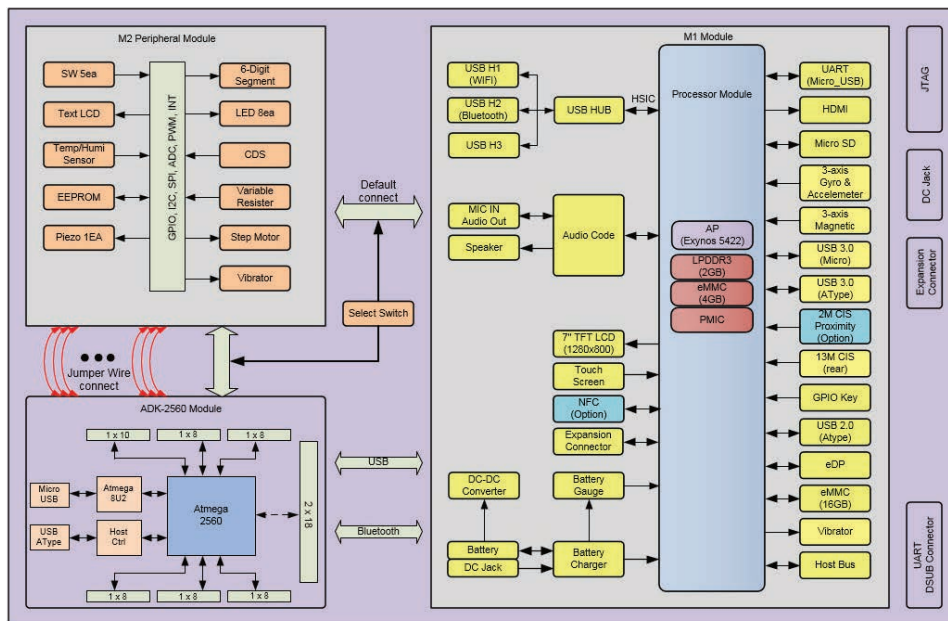 M2 Peripheral Module
SW 5ea
Text LCD
Temp/Humi
Sensor
EEPROM
Piezo 1EA
GPIO, I2C, SPI, ADC, PWM, INT
6-Digit
Segment
LED 8ea
CDS
Variable
Resister
Step Motor
Vibrator
Default
connect
Select Switch
Jumper Wire
connect
ADK-2560 Module
1 x 10
1 x 8
1 x 8
Micro
USB
Atmega
8U2
USB
AType
Host
Ctrl
Atmega
2560
2 x 18
1 x 8
1 x 8
1 x 8
USB
Bluetooth
M1 Module
USB H1
(WIFI)
USB H2
(Bluetooth)
USB H3
USB HUB
HSIC
MIC IN
Audio Out
Speaker
Audio Code
7" TFT LCD
(1280x800)
Touch
Screen
NFC
(Option)
Expansion
Connector
DC-DC
Converter
Battery
Gauge
Battery
DC Jack
Battery
Charger
Processor Module
AP
(Exynos 5422)
LPDDR3
(2GB)
eMMC
(4GB)
PMIC
UART
(Micro_USB)
HDMI
Micro SD
3-axis
Gyro &
Accelemeter
3-axis
Magnetic
USB 3.0
(Micro)
USB 3.0
(AType)
2M CIS
Proximity
(Option)
13M CIS
(rear)
GPIO Key
USB 2.0
(Atype)
eDP
eMMC
(16GB)
Vibrator
Host Bus
JTAG
DC Jack
Expansion
Connector
UART
DSUB Connector